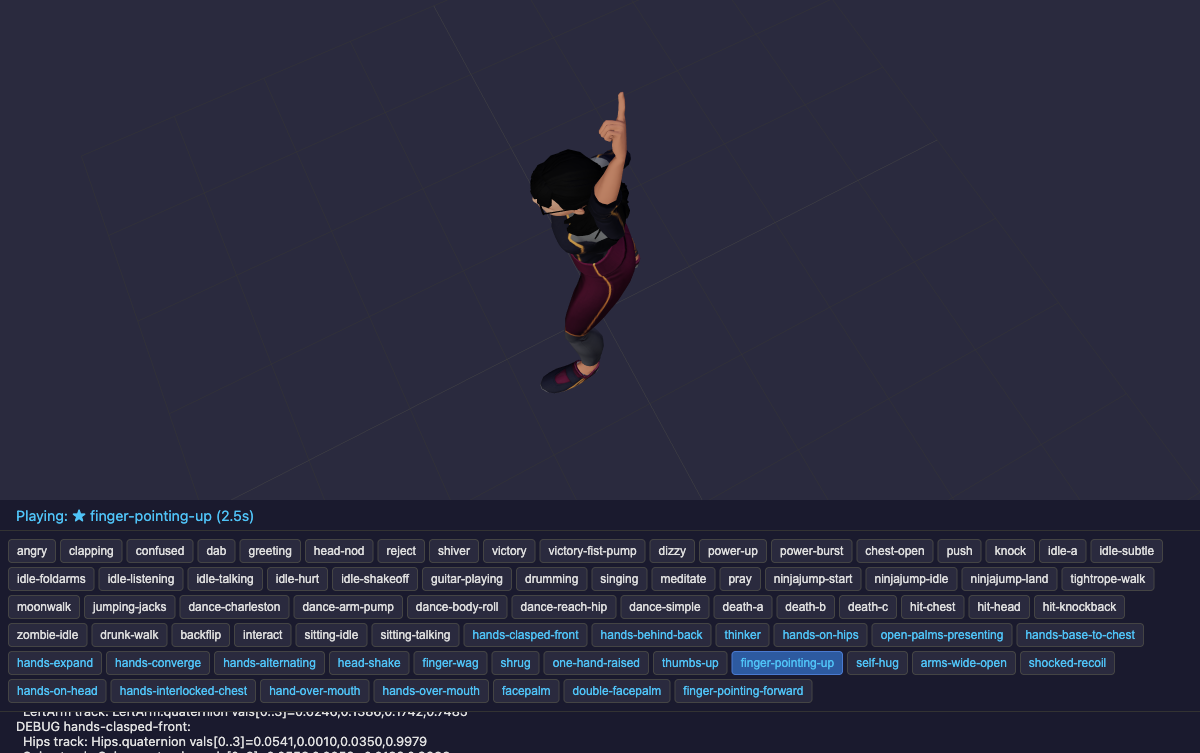 Playing: ★ finger-pointing-up (2.5s)
angry clapping confused dab greeting head-nod reject shiver victory victory-fist-pump dizzy power-up power-burst chest-open push knock idle-a idle-subtle
idle-foldarms idle-listening idle-talking idle-hurt idle-shakeoff guitar-playing drumming singing meditate pray ninjajump-start ninjajump-idle ninjajump-land tightrope-walk
moonwalk jumping-jacks dance-charleston dance-arm-pump dance-body-roll dance-reach-hip dance-simple death-a death-b death-c hit-chest hit-head hit-knockback
zombie-idle drunk-walk backflip interact sitting-idle sitting-talking hands-clasped-front hands-behind-back thinker hands-on-hips open-palms-presenting hands-base-to-chest
hands-expand hands-converge hands-alternating head-shake finger-wag shrug one-hand-raised thumbs-up finger-pointing-up self-hug arms-wide-open shocked-recoil
hands-on-head hands-interlocked-chest hand-over-mouth hands-over-mouth facepalm double-facepalm finger-pointing-forward
LeftArm track: LeftArm.quaternion
DEBUG hands-clasped-front:
Hips track: Hips.quaternion vals[0..3]=0.0541,0.0010,0.0350,0.9979